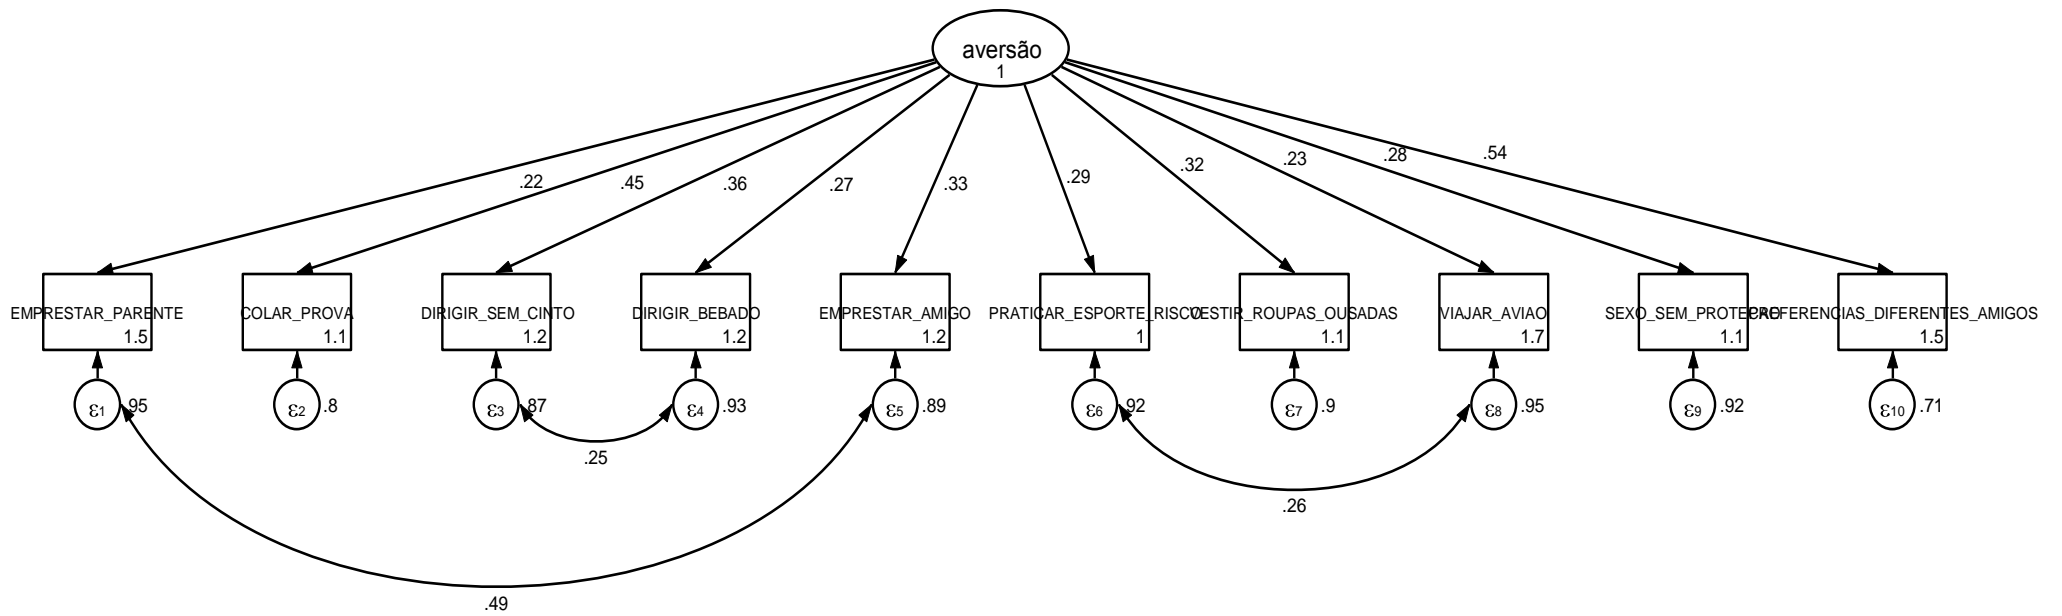 aversão
1
.22
.45
.36
.27
.33
.29
.32
.23
.28
.54
EMPRESTAR_PARENTE
1.5
COLAR_PROVA
1.1
DIRIGIR_SEM_CINTO
1.2
DIRIGIR_BEBADO
1.2
EMPRESTAR_AMIGO
1.2
PRATICAR_ESPORTE_RISCO
1
VESTIR_ROUPAS_OUSADAS
1.1
VIAJAR_AVIAO
1.7
SEXO_SEM_PROTECAO
1.1
PREFERENCIAS_DIFERENTES_AMIGOS
1.5
ε1 .95
ε2 .8
ε3 .87
ε4 .93
ε5 .89
ε6 .92
ε7 .9
ε8 .95
ε9 .92
ε10 .71
.25
.26
.49